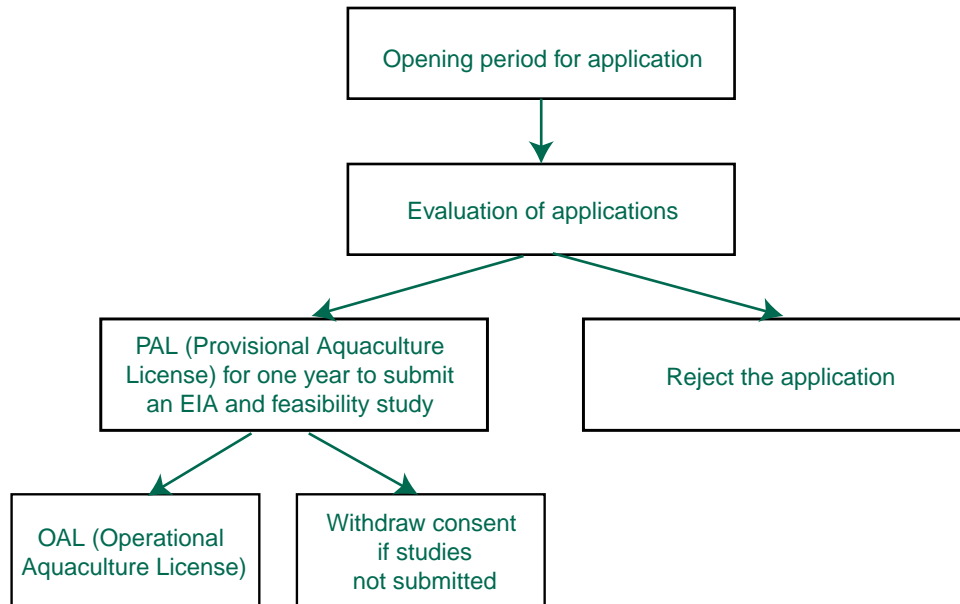 Opening period for application
Evaluation of applications
PAL (Provisional Aquaculture
License) for one year to submit
an EIA and feasibility study
Reject the application
OAL (Operational
Aquaculture License)
Withdraw consent
if studies
not submitted